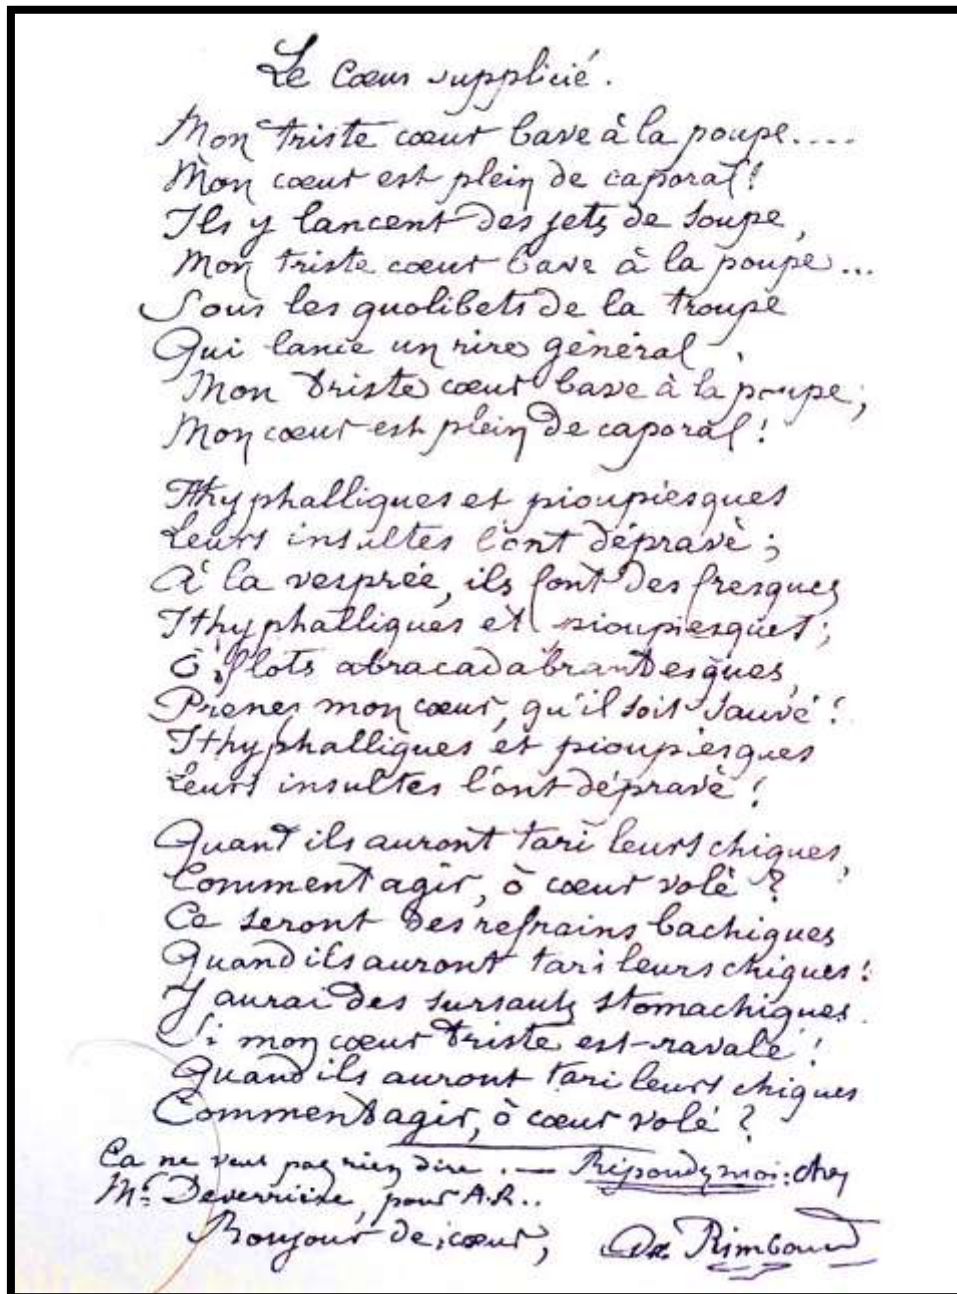 Le Cœur supplicié.
Mon triste cœur bave à la poupe....
Mon cœur est plein de caporal!
Ils y lancent des jets de soupe,
Mon triste cœur bave à la poupe...
Sous les quolibets de la troupe
Qui lance un rire général,
Mon triste cœur bave à la poupe;
Mon cœur est plein de caporal!
Ithyphalliques et pioupiesques
Leurs insultes l'ont dépravé;
À la vesprée, ils font des fresques
Ithyphalliques et pioupiesques;
Ô flots abracadabrantesques,
Prenez mon cœur, qu'il soit sauvé!
Ithyphalliques et pioupiesques
Leurs insultes l'ont dépravé!
Quand ils auront tari leurs chiques,
Comment agir, ô cœur volé?
Ce seront des refrains bachiques
Quand ils auront tari leurs chiques!
J'aurai des sursauts stomachiques
Si mon cœur triste est ravalé!
Quand ils auront tari leurs chiques
Comment agir, ô cœur volé?
Ça ne veut pas rien dire. — Répondez-moi: chez
Mr Deverrière, pour A.R..
Bonjour de cœur, Ar. Rimbaud